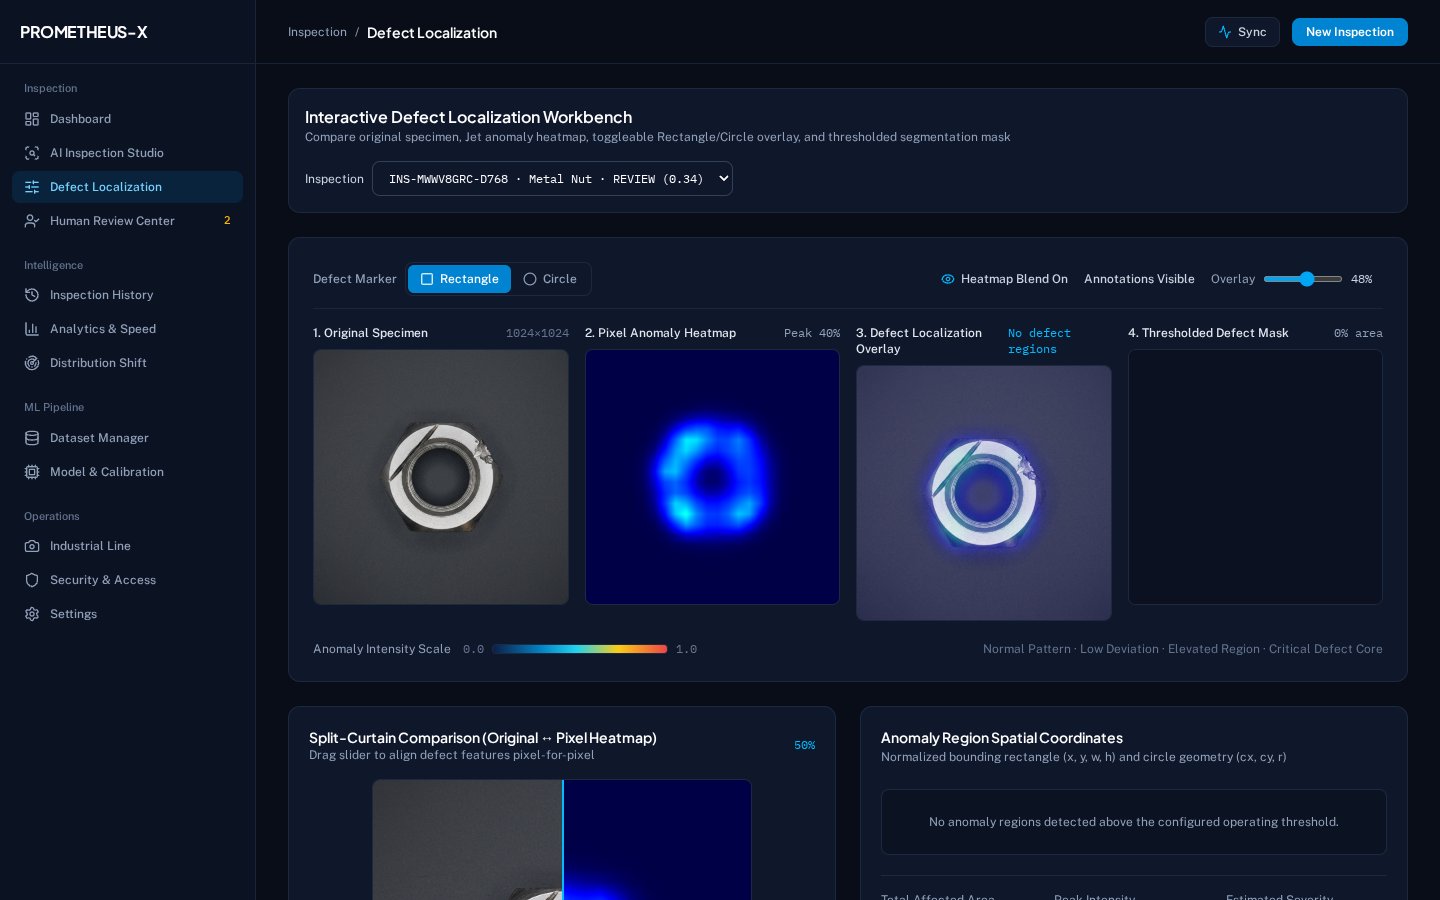 PROMETHEUS-X
Inspection
Dashboard
AI Inspection Studio
Defect Localization
Human Review Center 2
Intelligence
Inspection History
Analytics & Speed
Distribution Shift
ML Pipeline
Dataset Manager
Model & Calibration
Operations
Industrial Line
Security & Access
Settings
Inspection / Defect Localization
Sync
New Inspection
Interactive Defect Localization Workbench
Compare original specimen, Jet anomaly heatmap, toggleable Rectangle/Circle overlay, and thresholded segmentation mask
Inspection INS-MWWV8GRC-D768 · Metal Nut · REVIEW (0.34)
Defect Marker Rectangle Circle
Heatmap Blend On Annotations Visible Overlay 48%
1. Original Specimen 1024×1024
2. Pixel Anomaly Heatmap Peak 40%
3. Defect Localization Overlay
No defect regions
4. Thresholded Defect Mask 0% area
Anomaly Intensity Scale 0.0 1.0
Normal Pattern · Low Deviation · Elevated Region · Critical Defect Core
Split-Curtain Comparison (Original ↔ Pixel Heatmap)
Drag slider to align defect features pixel-for-pixel
50%
Anomaly Region Spatial Coordinates
Normalized bounding rectangle (x, y, w, h) and circle geometry (cx, cy, r)
No anomaly regions detected above the configured operating threshold.
Total Affected Area Peak Intensity Estimated Severity